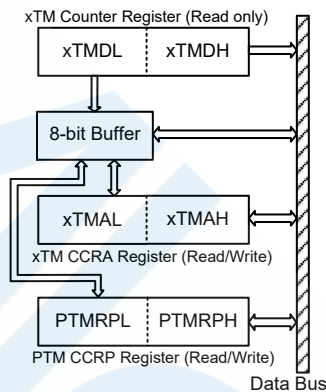 xTM Counter Register (Read only)
xTMDL xTMDH
8-bit Buffer
xTMAL xTMAH
xTM CCRA Register (Read/Write)
PTMRPL PTMRPH
PTM CCRP Register (Read/Write)
Data Bus